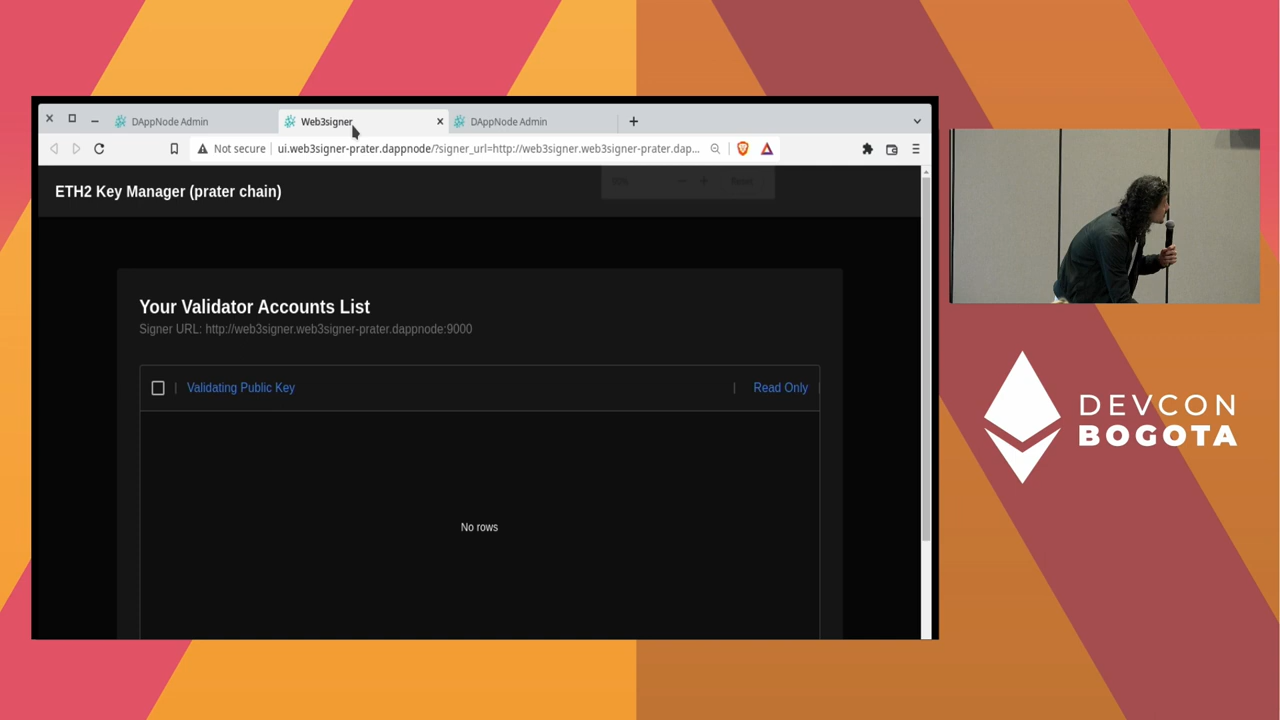 DAppNode Admin
Web3signer
DAppNode Admin
Not secure
ui.web3signer-prater.dappnode/?signer_url=http://web3signer.web3signer-prater.dap...
ETH2 Key Manager (prater chain)
Reset
Your Validator Accounts List
Signer URL: http://web3signer.web3signer-prater.dappnode:9000
Validating Public Key
Read Only
No rows
DEVCON
BOGOTA